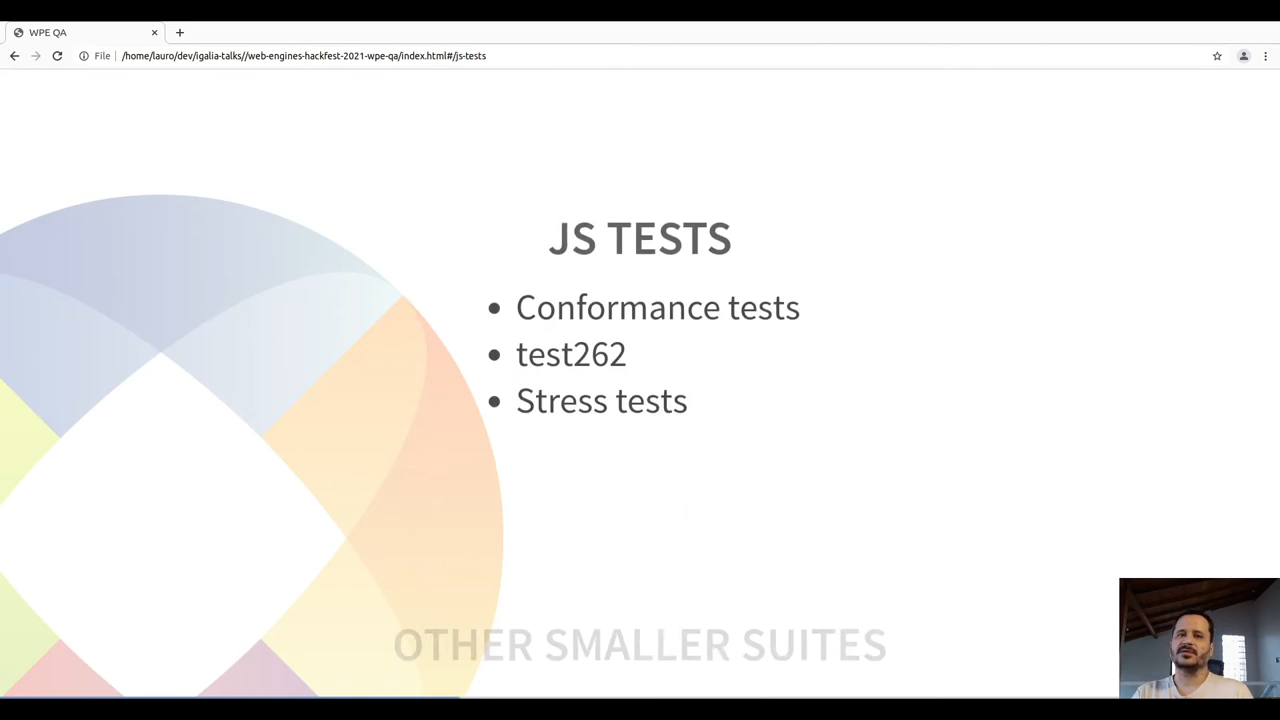 WPE QA
File
/home/lauro/dev/igalia-talks//web-engines-hackfest-2021-wpe-qa/index.html#/js-tests
JS TESTS
• Conformance tests
• test262
• Stress tests
OTHER SMALLER SUITES